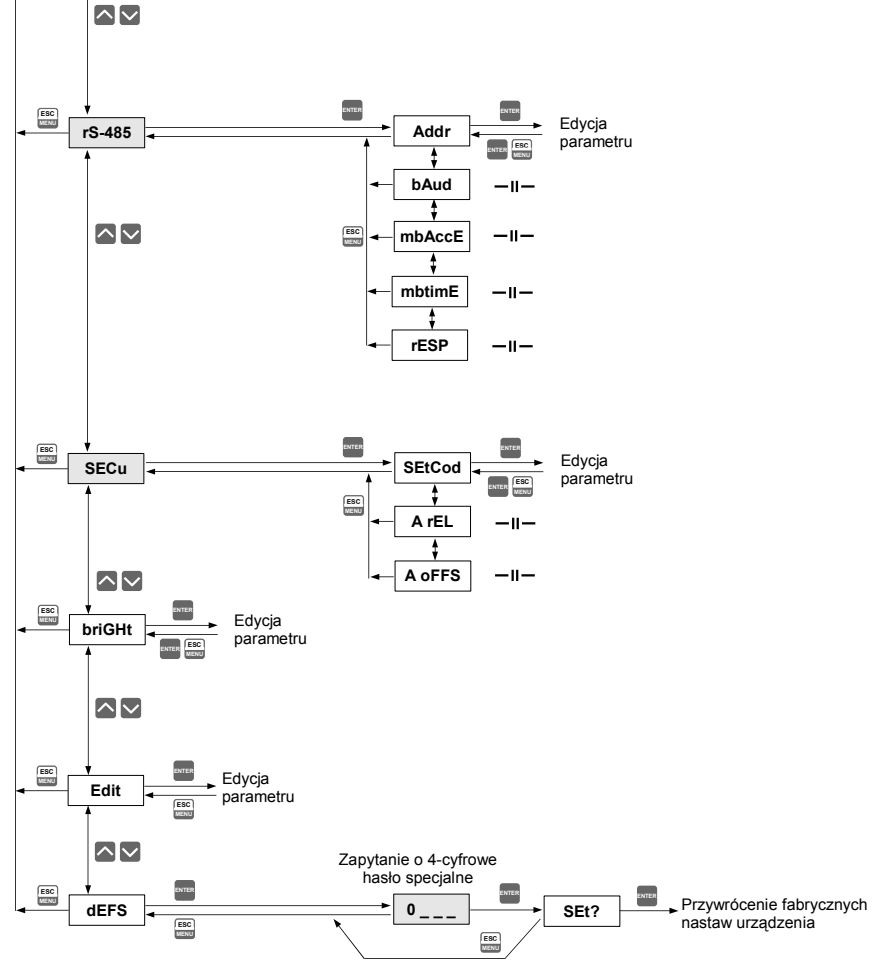 ESC
MENU
rS-485
ENTER
Addr
ENTER
ENTER
ESC
MENU
Edycja
parametru
bAud
—II—
ESC
MENU
mbAccE
—II—
mbtimE
—II—
rESP
—II—
ESC
MENU
SECu
ENTER
SEtCod
ENTER
ENTER
ESC
MENU
Edycja
parametru
ESC
MENU
A rEL
—II—
A oFFS
—II—
ESC
MENU
briGHt
ENTER
ENTER
ESC
MENU
Edycja
parametru
ESC
MENU
Edit
ENTER
ESC
MENU
Edycja
parametru
Zapytanie o 4-cyfrowe
hasło specjalne
ESC
MENU
dEFS
ENTER
ESC
MENU
0 _ _ _
ENTER
SEt?
ENTER
ESC
MENU
Przywrócenie fabrycznych
nastaw urządzenia